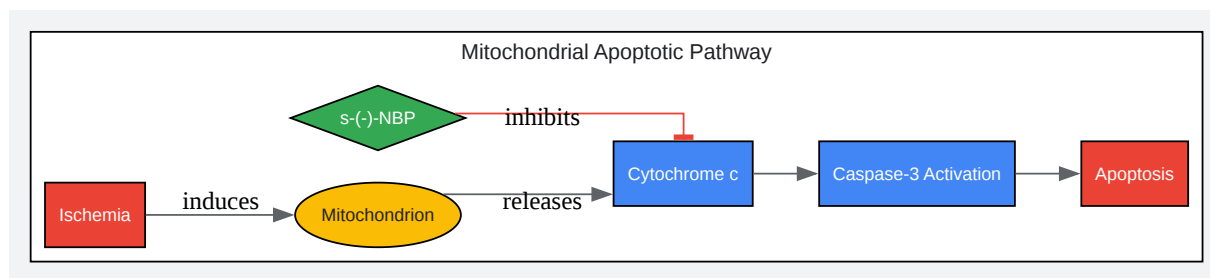 Mitochondrial Apoptotic Pathway
s-(-)-NBP
inhibits
Cytochrome c
Caspase-3 Activation
Apoptosis
Ischemia
induces
Mitochondrion
releases